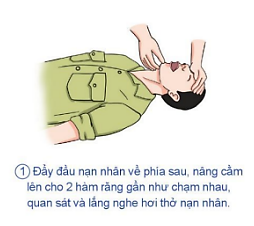 ① Đẩy đầu nạn nhân về phía sau, nâng cằm
lên cho 2 hàm răng gần như chạm nhau,
quan sát và lắng nghe hơi thở nạn nhân.